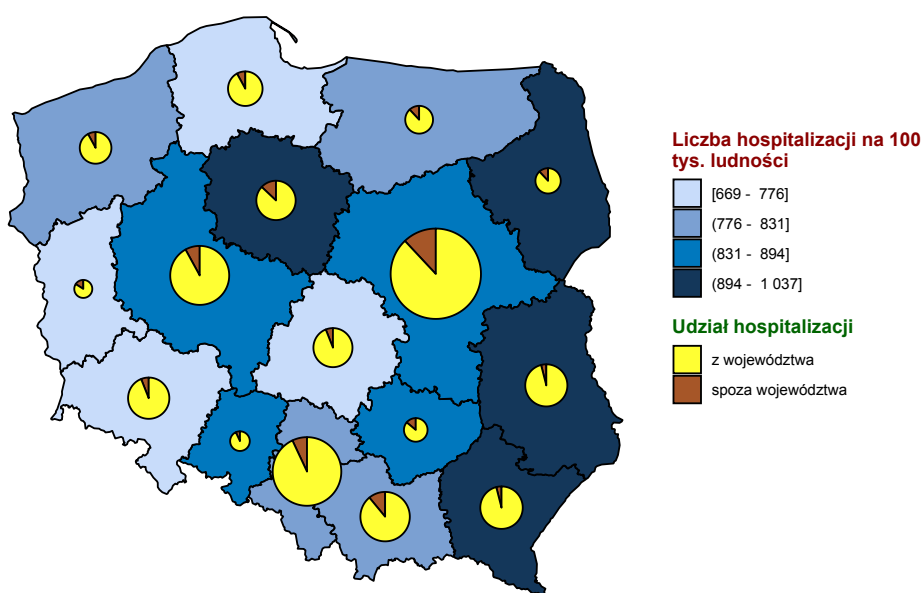 Liczba hospitalizacji na 100
tys. ludności
[669 - 776]
(776 - 831]
(831 - 894]
(894 - 1 037]
Udział hospitalizacji
z województwa
spoza województwa